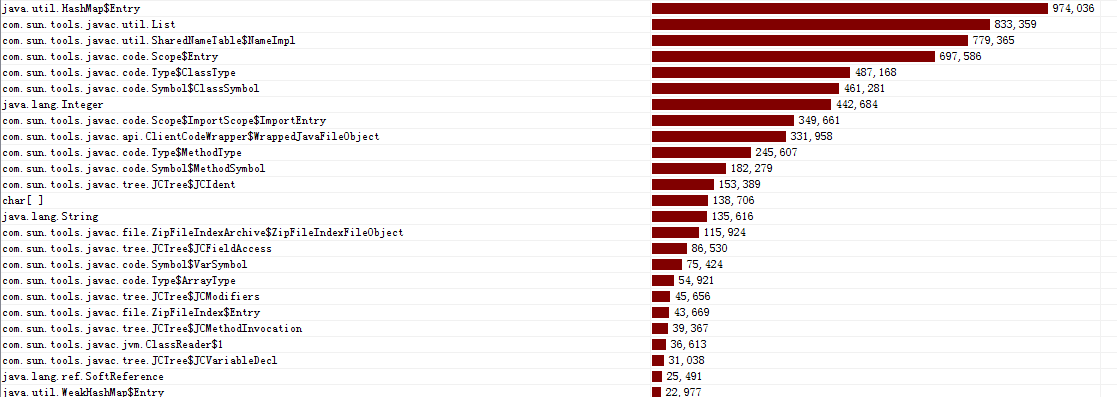 java.util.HashMap$Entry 974,036
com.sun.tools.javac.util.List 833,359
com.sun.tools.javac.util.SharedNameTable$NameImpl 779,365
com.sun.tools.javac.code.Scope$Entry 697,586
com.sun.tools.javac.code.Type$ClassType 487,168
com.sun.tools.javac.code.Symbol$ClassSymbol 461,281
java.lang.Integer 442,684
com.sun.tools.javac.code.Scope$ImportScope$ImportEntry 349,661
com.sun.tools.javac.api.ClientCodeWrapper$WrappedJavaFileObject 331,958
com.sun.tools.javac.code.Type$MethodType 245,607
com.sun.tools.javac.code.Symbol$MethodSymbol 182,279
com.sun.tools.javac.tree.JCTree$JCIdent 153,389
char[ ] 138,706
java.lang.String 135,616
com.sun.tools.javac.file.ZipFileIndexArchive$ZipFileIndexFileObject 115,924
com.sun.tools.javac.tree.JCTree$JCFieldAccess 86,530
com.sun.tools.javac.code.Symbol$VarSymbol 75,424
com.sun.tools.javac.code.Type$ArrayType 54,921
com.sun.tools.javac.tree.JCTree$JCModifiers 45,656
com.sun.tools.javac.file.ZipFileIndex$Entry 43,669
com.sun.tools.javac.tree.JCTree$JCMethodInvocation 39,367
com.sun.tools.javac.jvm.ClassReader$1 36,613
com.sun.tools.javac.tree.JCTree$JCVariableDecl 31,038
java.lang.ref.SoftReference 25,491
java.util.WeakHashMap$Entry 22,977